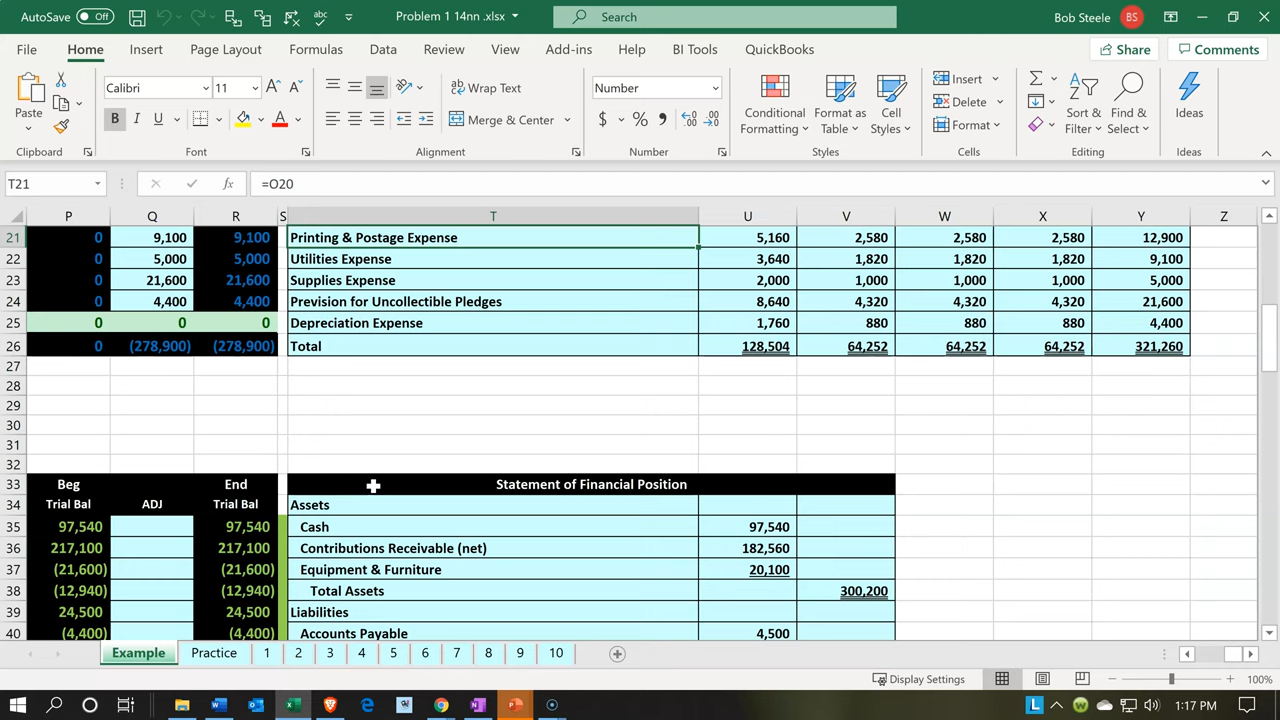 AutoSave Off Problem 1 14nn .xlsx Search Bob Steele BS
File Home Insert Page Layout Formulas Data Review View Add-ins Help BI Tools QuickBooks Share Comments
Paste Calibri 11 B I U A Wrap Text Merge & Center Number $ % , Conditional Formatting Format as Table Cell Styles Insert Delete Format Sort & Filter Find & Select Ideas
Clipboard Font Alignment Number Styles Cells Editing Ideas
T21 fx =O20
P Q R S T U V W X Y Z
21 0 9,100 9,100 Printing & Postage Expense 5,160 2,580 2,580 2,580 12,900
22 0 5,000 5,000 Utilities Expense 3,640 1,820 1,820 1,820 9,100
23 0 21,600 21,600 Supplies Expense 2,000 1,000 1,000 1,000 5,000
24 0 4,400 4,400 Prevision for Uncollectible Pledges 8,640 4,320 4,320 4,320 21,600
25 0 0 0 Depreciation Expense 1,760 880 880 880 4,400
26 0 (278,900) (278,900) Total 128,504 64,252 64,252 64,252 321,260
27
28
29
30
31
32
33 Beg End Statement of Financial Position
34 Trial Bal ADJ Trial Bal Assets
35 97,540 97,540 Cash 97,540
36 217,100 217,100 Contributions Receivable (net) 182,560
37 (21,600) (21,600) Equipment & Furniture 20,100
38 (12,940) (12,940) Total Assets 300,200
39 24,500 24,500 Liabilities
40 (4,400) (4,400) Accounts Payable 4,500
Example Practice 1 2 3 4 5 6 7 8 9 10
Display Settings 100%
1:17 PM